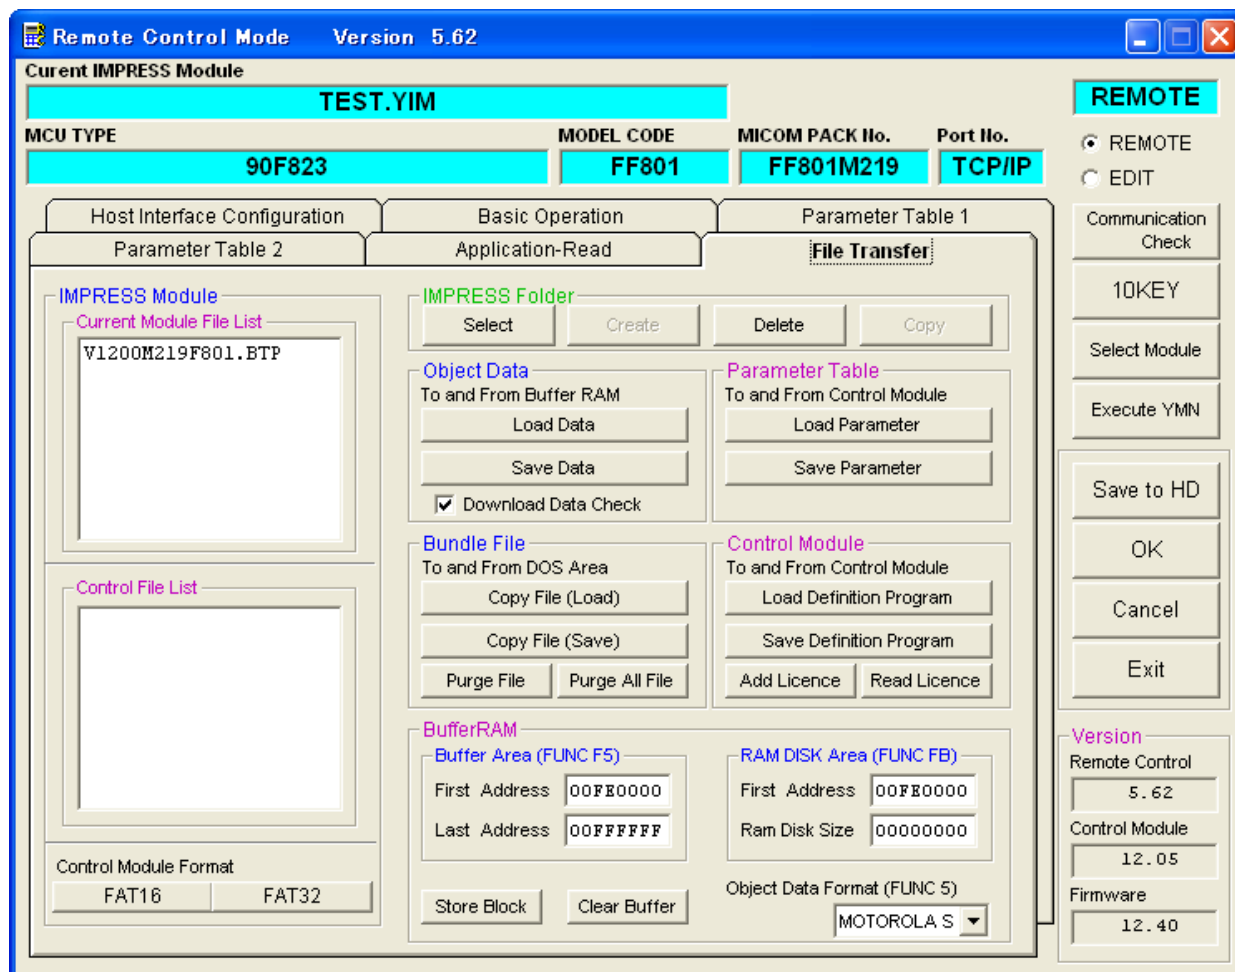 Remote Control Mode Version 5.62
Curent IMPRESS Module
TEST.YIM
REMOTE
MCU TYPE MODEL CODE MICOM PACK No. Port No.
90F823 FF801 FF801M219 TCP/IP
REMOTE
EDIT
Host Interface Configuration Basic Operation Parameter Table 1
Parameter Table 2 Application-Read File Transfer
Communication
Check
10KEY
Select Module
Execute YMN
Save to HD
OK
Cancel
Exit
IMPRESS Module
Current Module File List
V1200M219F801.BTP
Control File List
Control Module Format
FAT16 FAT32
IMPRESS Folder
Select Create Delete Copy
Object Data
To and From Buffer RAM
Load Data
Save Data
Download Data Check
Parameter Table
To and From Control Module
Load Parameter
Save Parameter
Bundle File
To and From DOS Area
Copy File (Load)
Copy File (Save)
Purge File Purge All File
Control Module
To and From Control Module
Load Definition Program
Save Definition Program
Add Licence Read Licence
BufferRAM
Buffer Area (FUNC F5)
First Address 00FE0000
Last Address 00FFFFFF
RAM DISK Area (FUNC FB)
First Address 00FE0000
Ram Disk Size 00000000
Store Block Clear Buffer
Object Data Format (FUNC 5)
MOTOROLA S
Version
Remote Control
5.62
Control Module
12.05
Firmware
12.40